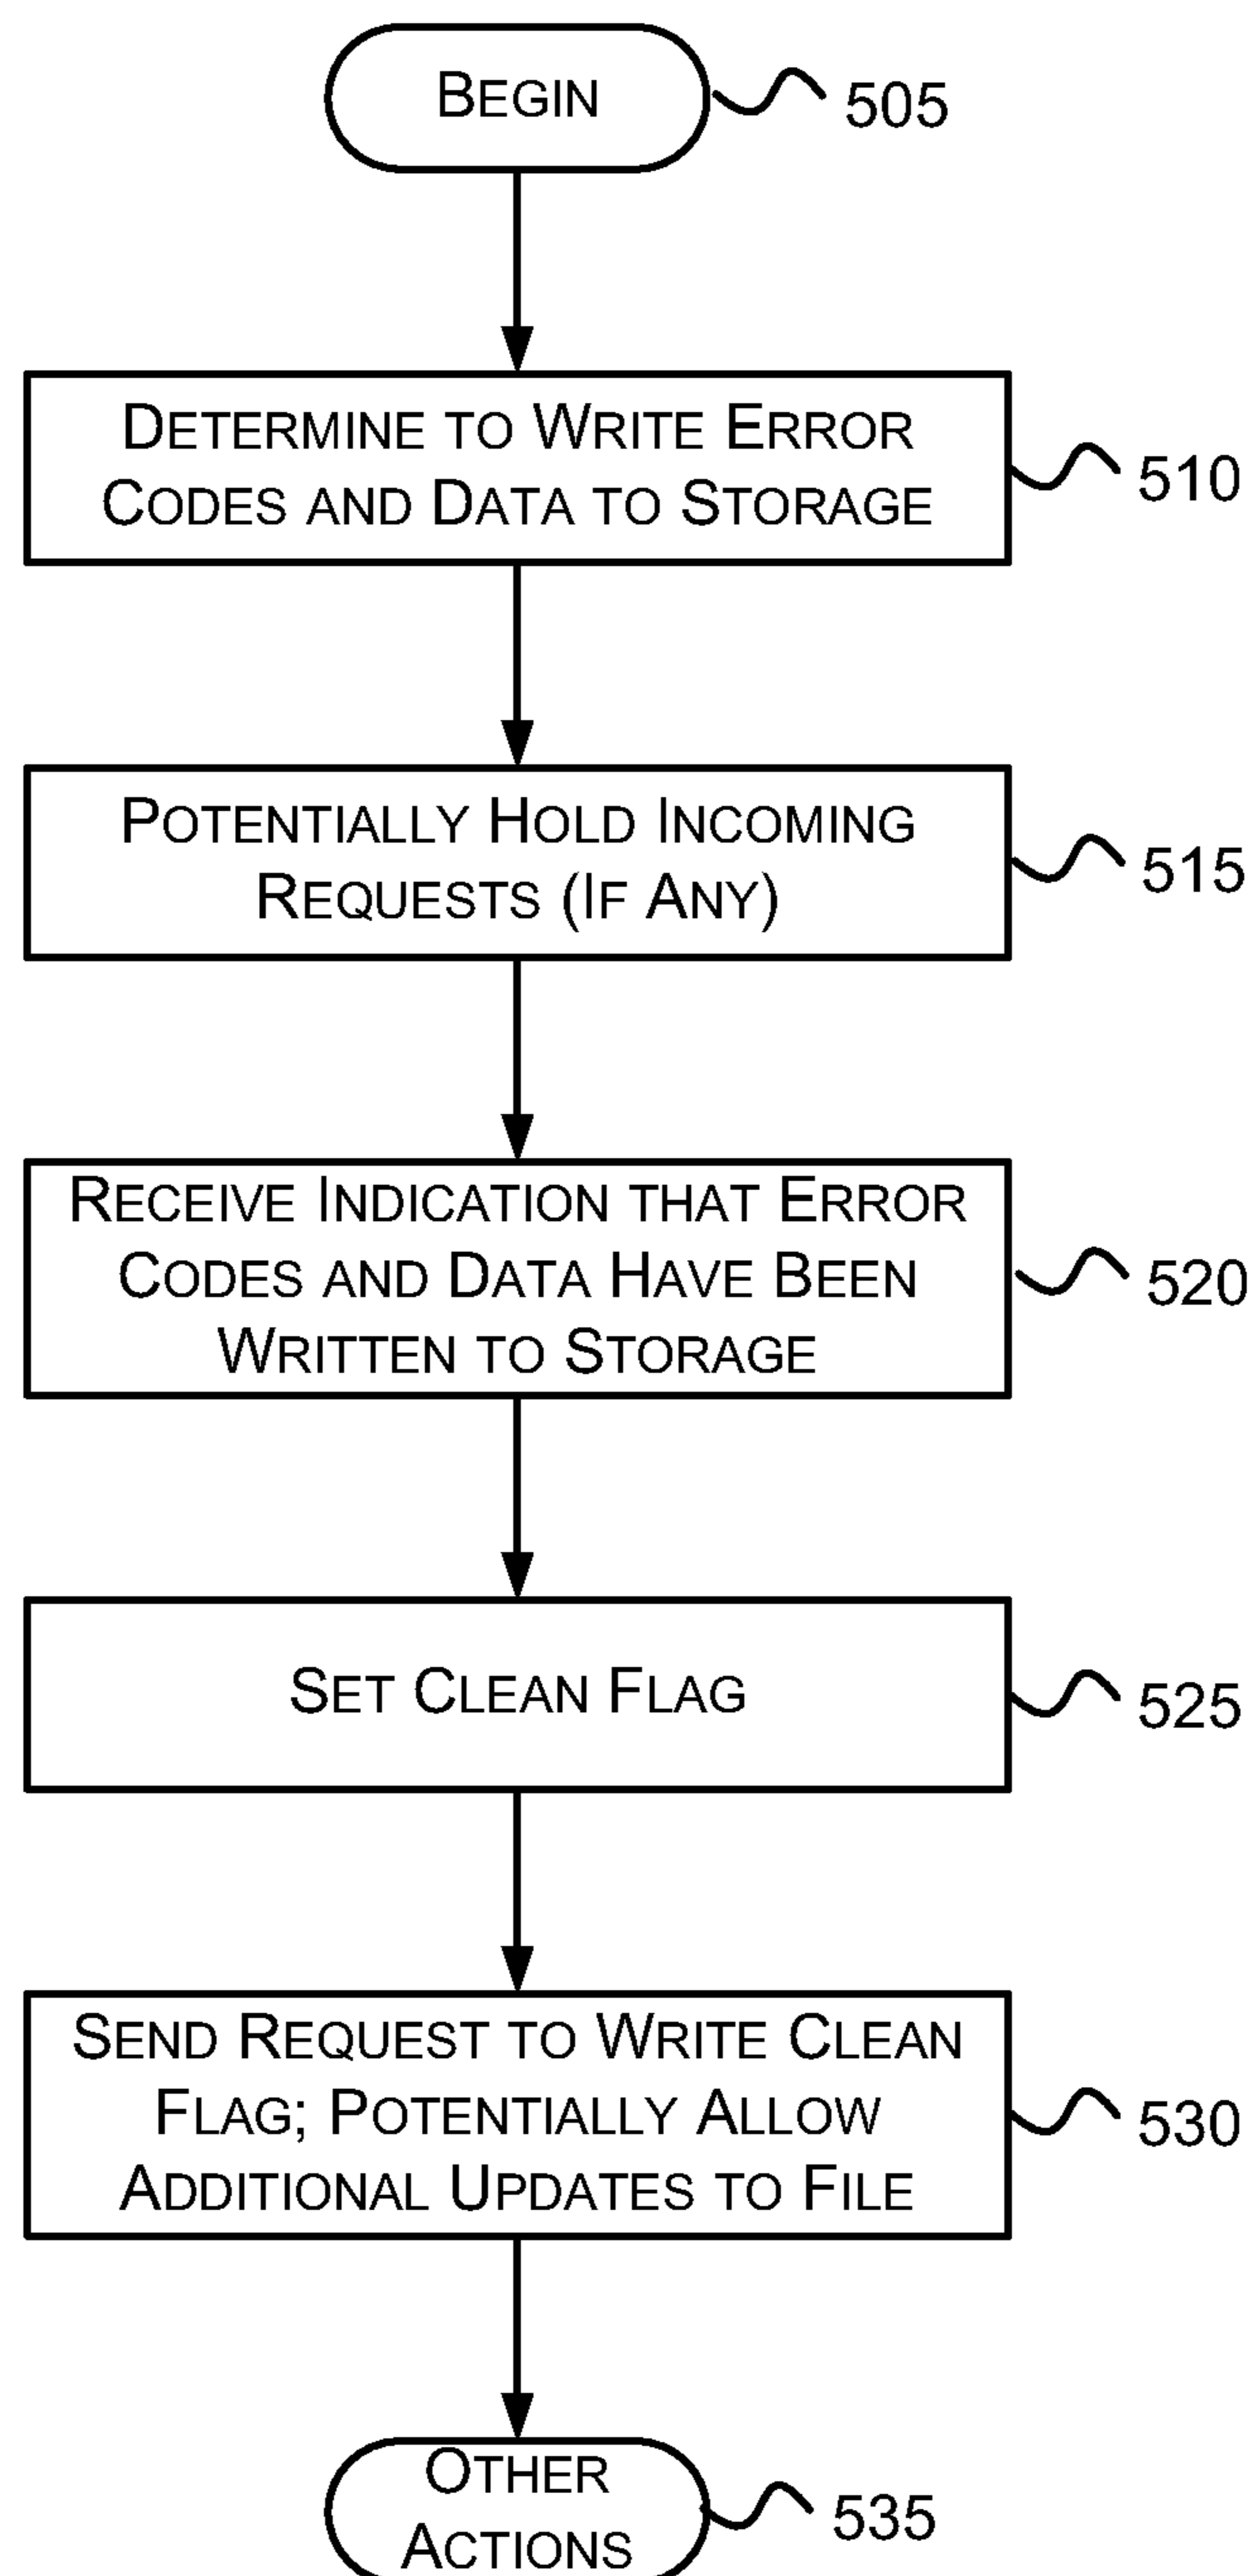 BEGIN
505
DETERMINE TO WRITE ERROR
CODES AND DATA TO STORAGE
510
POTENTIALLY HOLD INCOMING
REQUESTS (IF ANY)
515
RECEIVE INDICATION THAT ERROR
CODES AND DATA HAVE BEEN
WRITTEN TO STORAGE
520
SET CLEAN FLAG
525
SEND REQUEST TO WRITE CLEAN
FLAG; POTENTIALLY ALLOW
ADDITIONAL UPDATES TO FILE
530
OTHER
ACTIONS
535